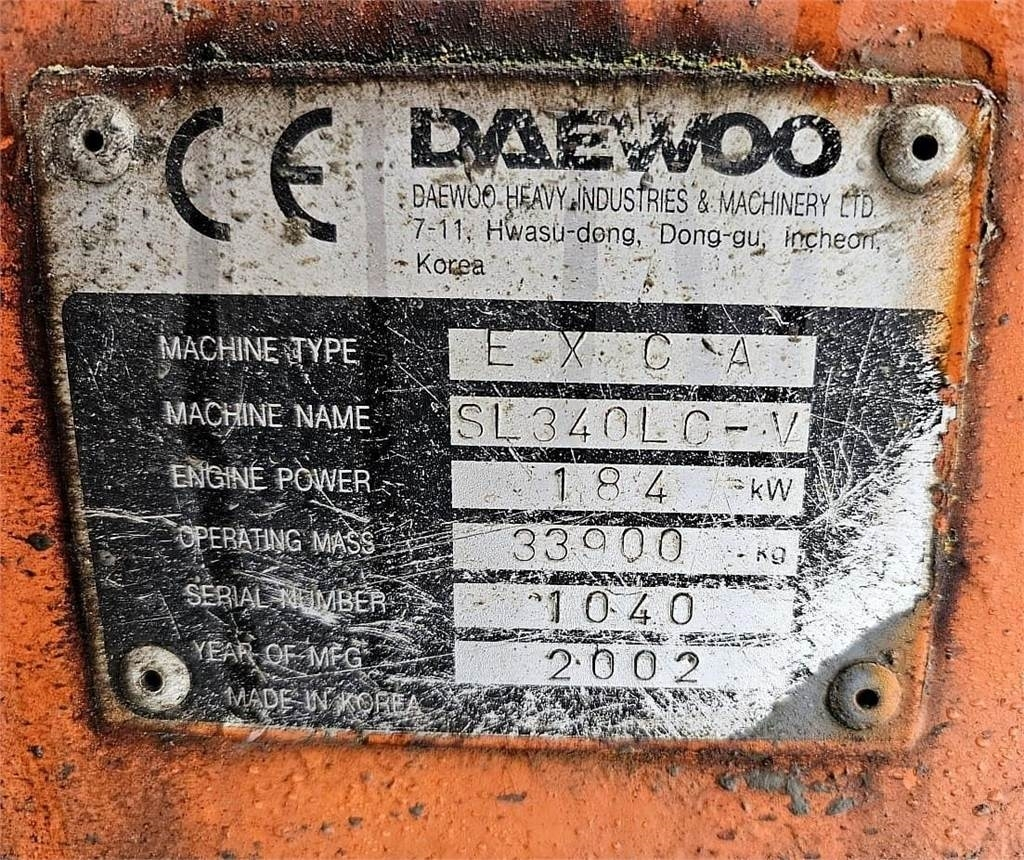 CE
DAEWOO
DAEWOO HEAVY INDUSTRIES & MACHINERY LTD.
7-11, Hwasu-dong, Dong-gu, Incheon,
Korea
MACHINE TYPE EXCA
MACHINE NAME SL340LC-V
ENGINE POWER 184 kW
OPERATING MASS 33900 kg
SERIAL NUMBER 1040
YEAR OF MFG 2002
MADE IN KOREA